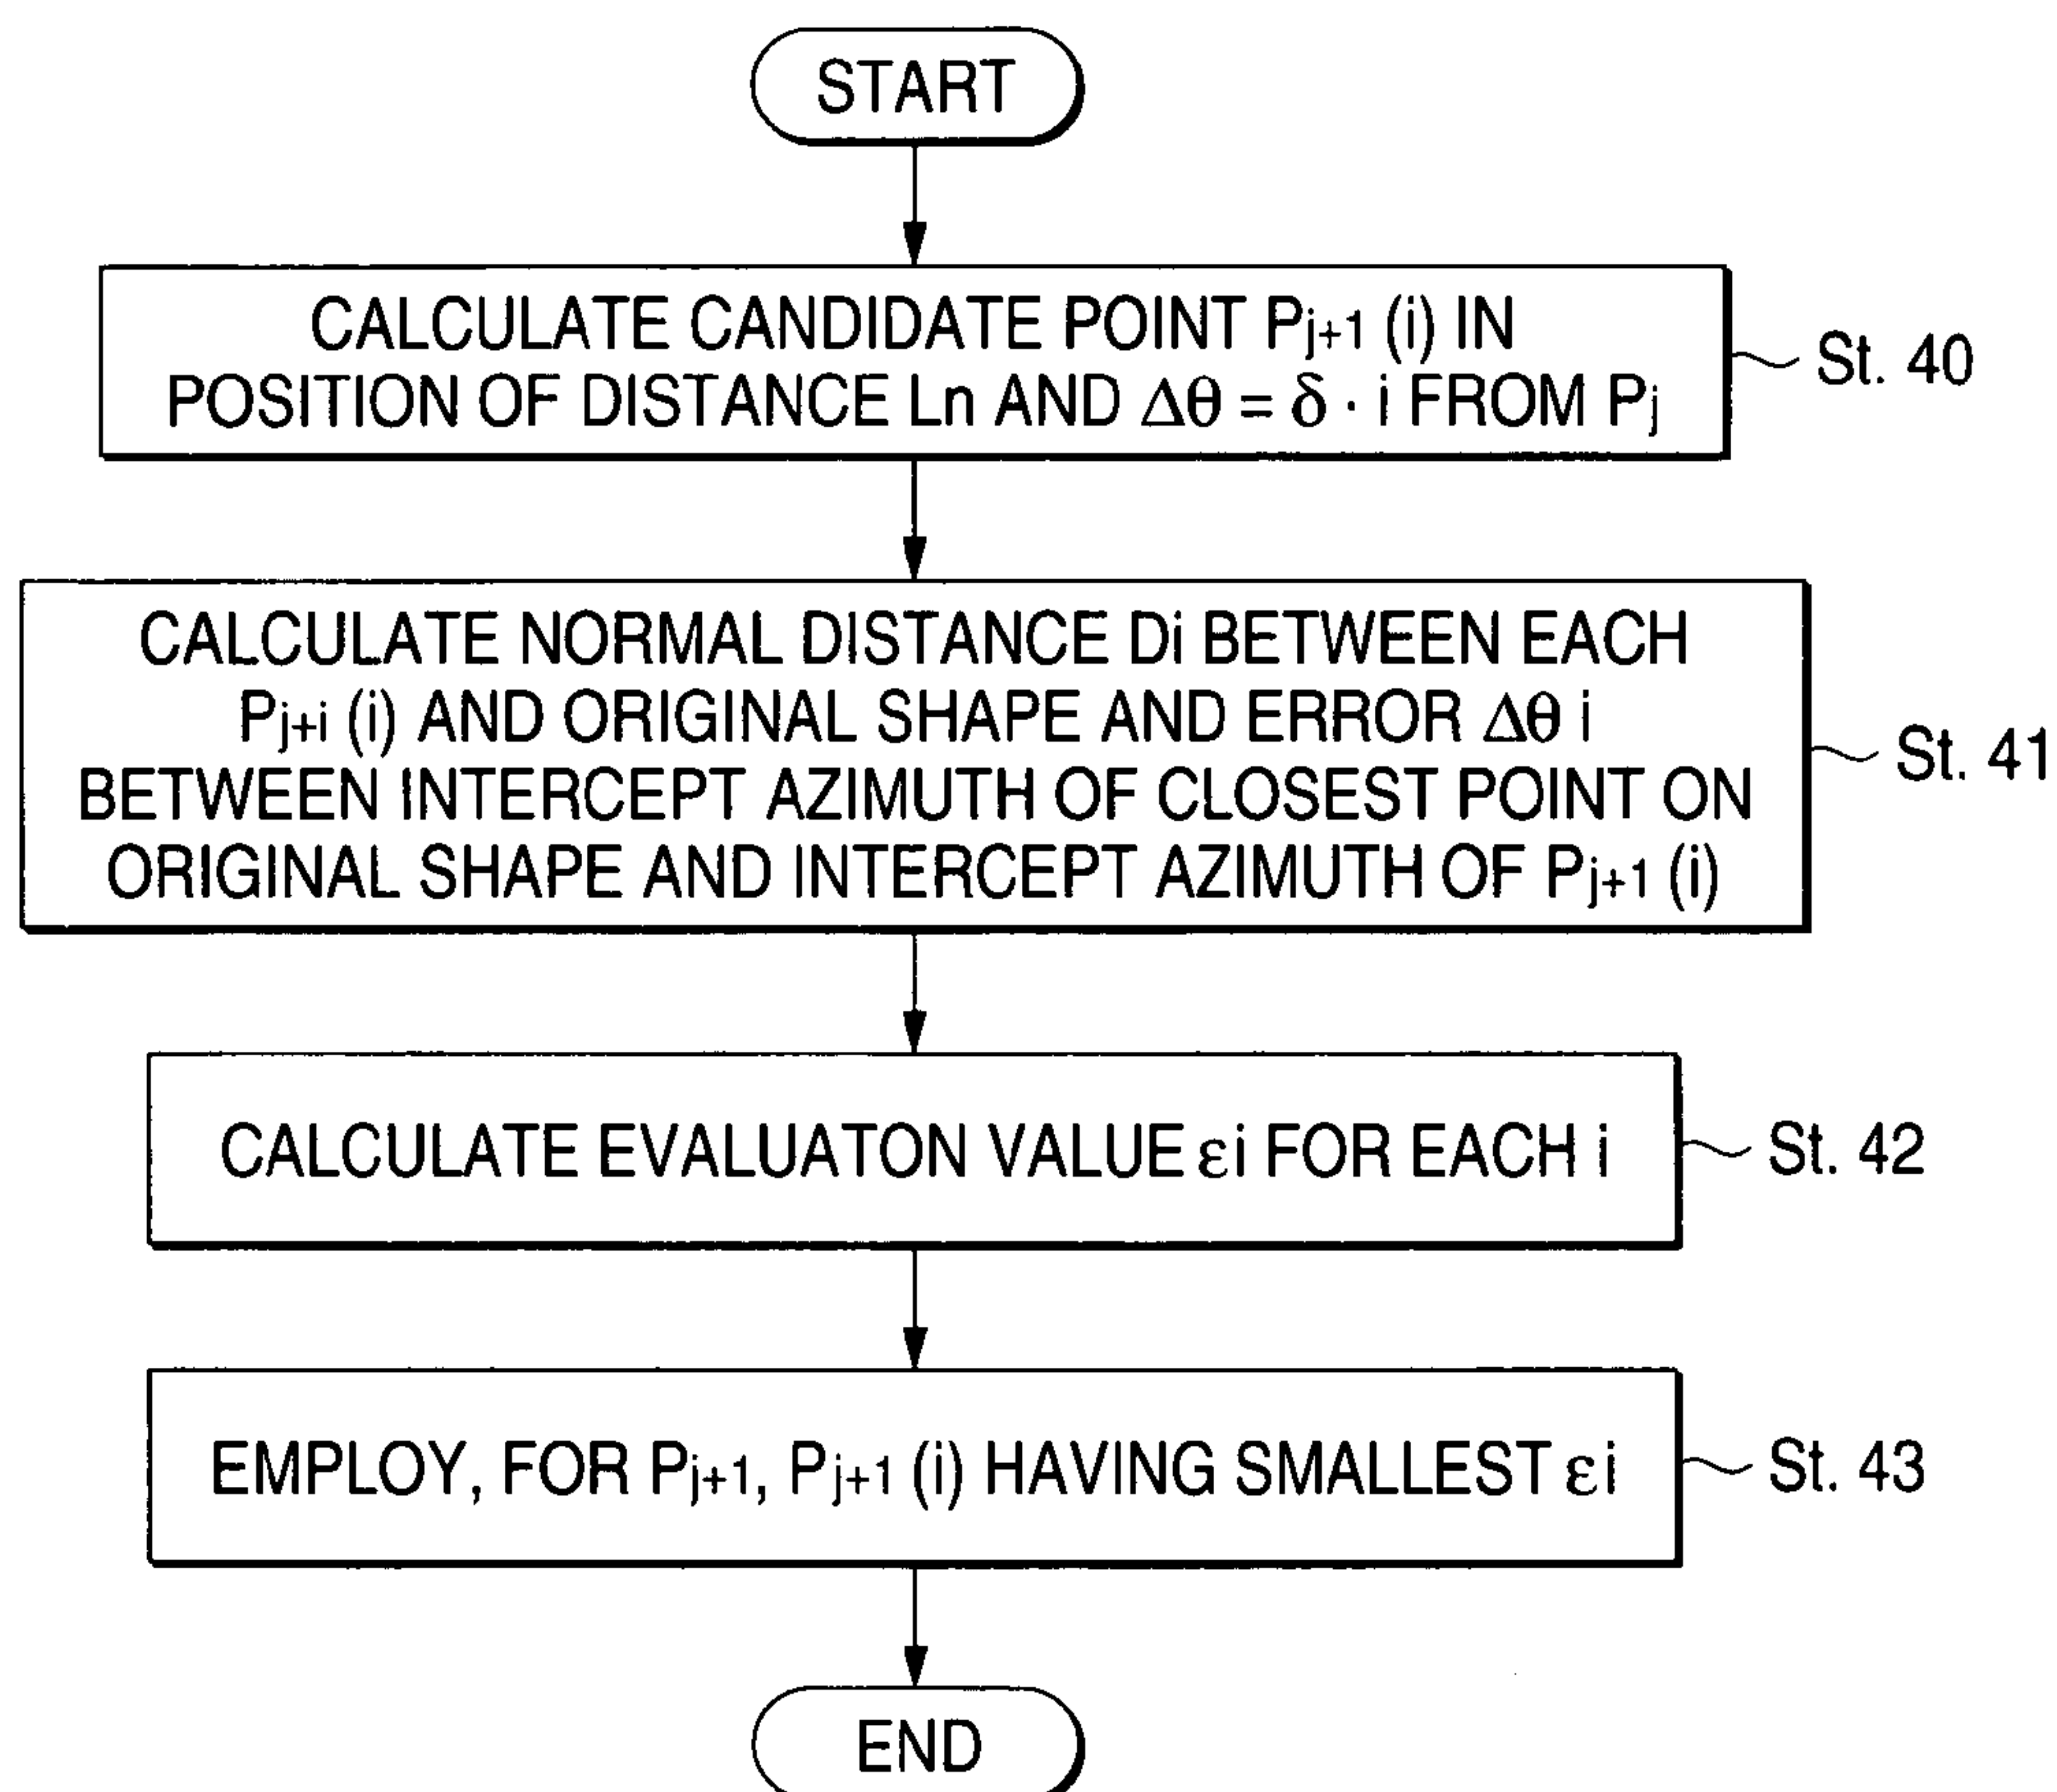 START
CALCULATE CANDIDATE POINT Pj+1 (i) IN
POSITION OF DISTANCE Ln AND Δθ = δ · i FROM Pj
St. 40
CALCULATE NORMAL DISTANCE Di BETWEEN EACH
Pj+i (i) AND ORIGINAL SHAPE AND ERROR Δθ i
BETWEEN INTERCEPT AZIMUTH OF CLOSEST POINT ON
ORIGINAL SHAPE AND INTERCEPT AZIMUTH OF Pj+1 (i)
St. 41
CALCULATE EVALUATON VALUE εi FOR EACH i
St. 42
EMPLOY, FOR Pj+1, Pj+1 (i) HAVING SMALLEST εi
St. 43
END